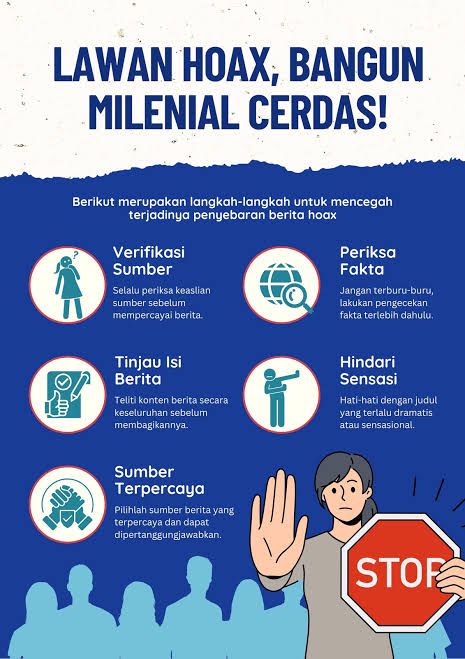 LAWAN HOAX, BANGUN
MILENIAL CERDAS!
Berikut merupakan langkah-langkah untuk mencegah
terjadinya penyebaran berita hoax
Verifikasi
Sumber
Selalu periksa keaslian
sumber sebelum
mempercayai berita.
Periksa
Fakta
Jangan terburu-buru,
lakukan pengecekan
fakta terlebih dahulu.
Tinjau Isi
Berita
Teliti konten berita secara
keseluruhan sebelum
membagikannya.
Hindari
Sensasi
Hati-hati dengan judul
yang terlalu dramatis
atau sensasional.
Sumber
Terpercaya
Pilihlah sumber berita yang
terpercaya dan dapat
dipertanggungjawabkan.
STOP